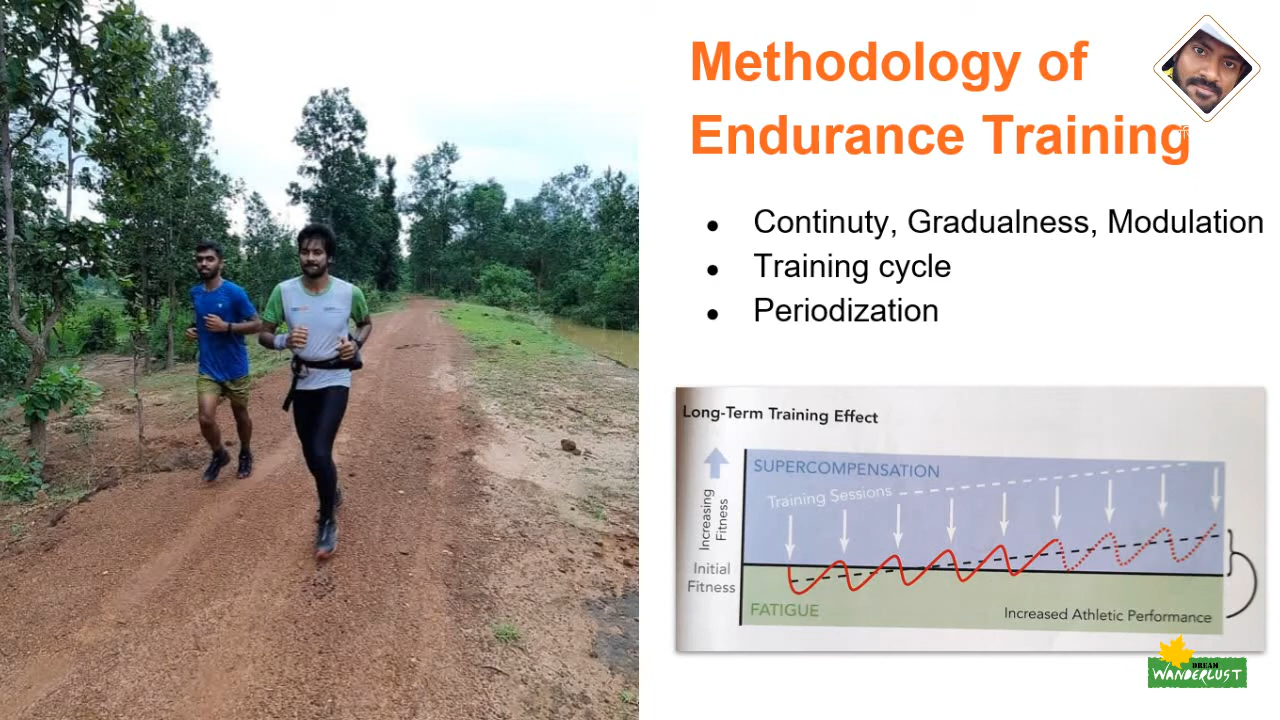 Methodology of
Endurance Training
● Continuty, Gradualness, Modulation
● Training cycle
● Periodization
Long-Term Training Effect
SUPERCOMPENSATION
Training Sessions
Increasing
Fitness
Initial
Fitness
FATIGUE
Increased Athletic Performance
DREAM
WANDERLUST